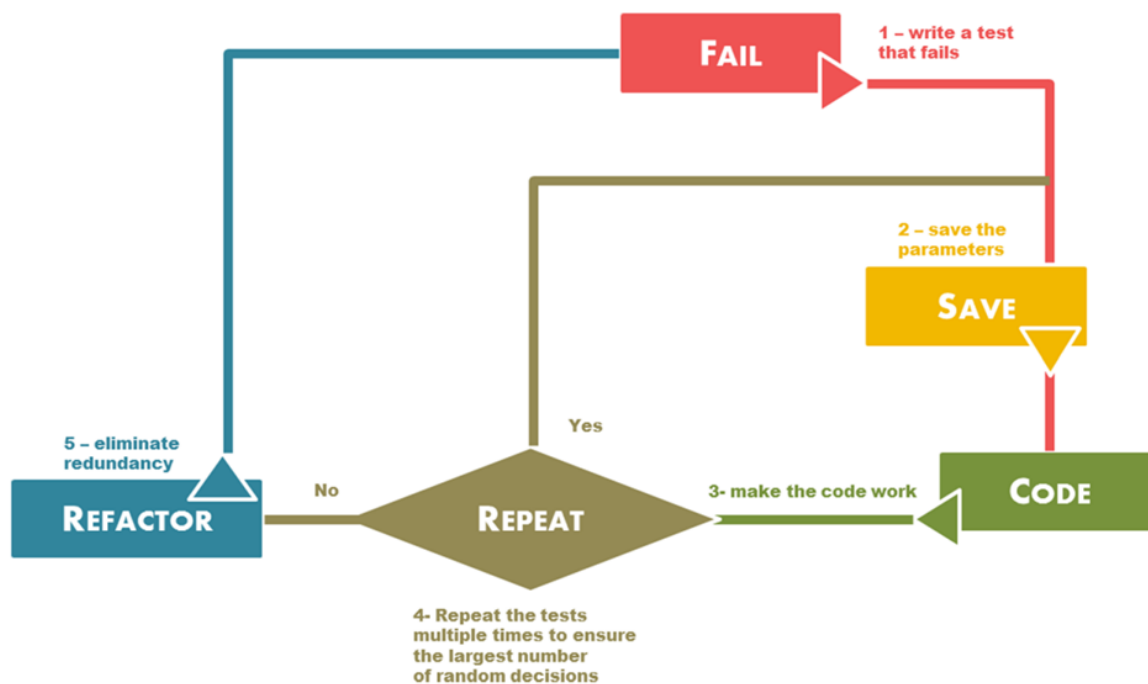 FAIL
1 – write a test
that fails
2 – save the
parameters
SAVE
Yes
5 – eliminate
redundancy
No
3- make the code work
CODE
REFACTOR
REPEAT
4- Repeat the tests
multiple times to ensure
the largest number
of random decisions